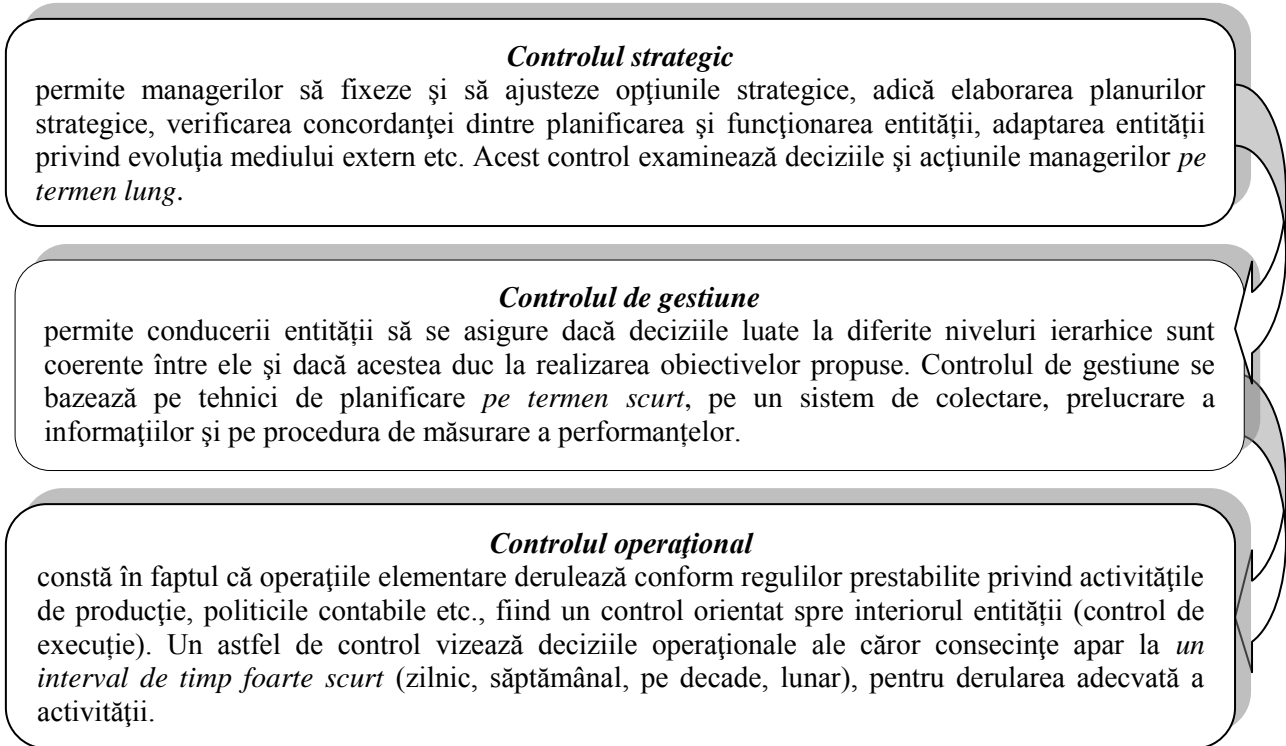 Controlul strategic
permite managerilor să fixeze şi să ajusteze opţiunile strategice, adică elaborarea planurilor
strategice, verificarea concordanţei dintre planificarea şi funcţionarea entității, adaptarea entității
privind evoluţia mediului extern etc. Acest control examinează deciziile şi acţiunile managerilor pe
termen lung.
Controlul de gestiune
permite conducerii entității să se asigure dacă deciziile luate la diferite niveluri ierarhice sunt
coerente între ele şi dacă acestea duc la realizarea obiectivelor propuse. Controlul de gestiune se
bazează pe tehnici de planificare pe termen scurt, pe un sistem de colectare, prelucrare a
informaţiilor şi pe procedura de măsurare a performanțelor.
Controlul operaţional
constă în faptul că operaţiile elementare derulează conform regulilor prestabilite privind activităţile
de producţie, politicile contabile etc., fiind un control orientat spre interiorul entității (control de
execuție). Un astfel de control vizează deciziile operaţionale ale căror consecinţe apar la un
interval de timp foarte scurt (zilnic, săptămânal, pe decade, lunar), pentru derularea adecvată a
activităţii.